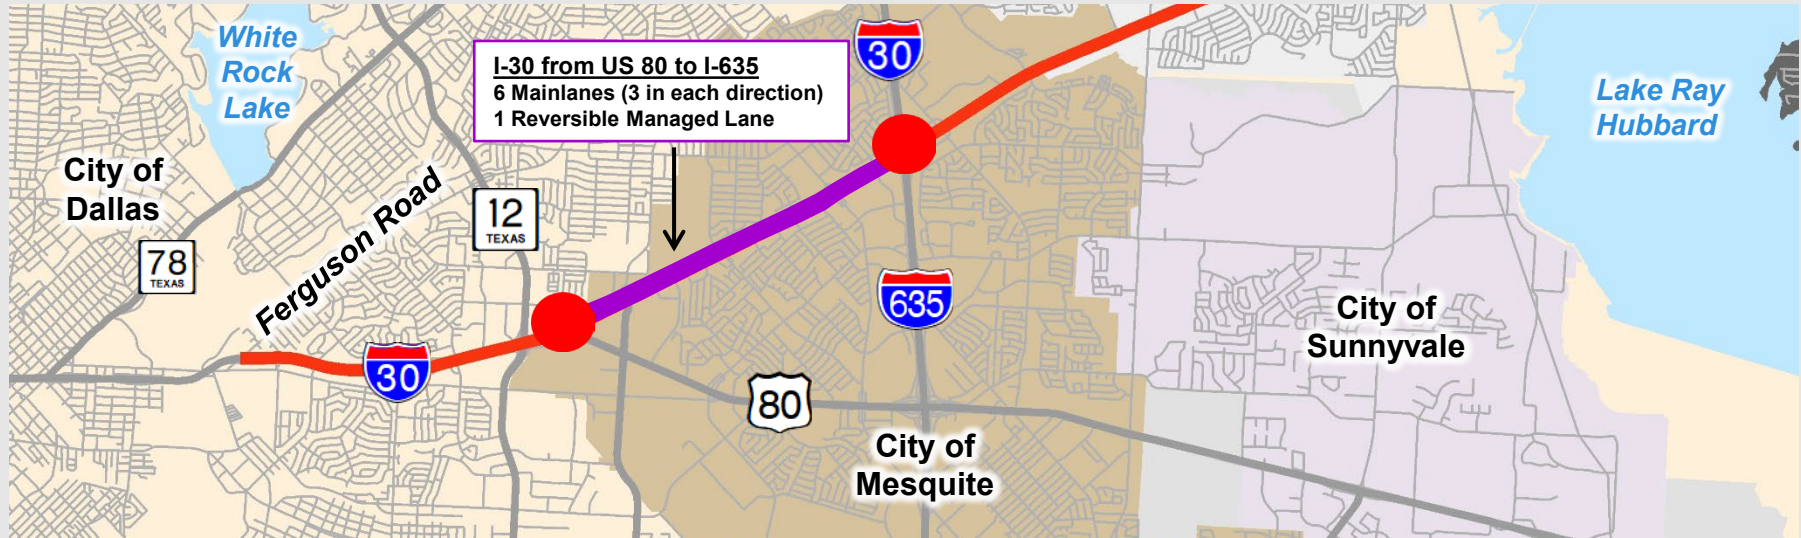 White
Rock
Lake
I-30 from US 80 to I-635
6 Mainlanes (3 in each direction)
1 Reversible Managed Lane
30
Lake Ray
Hubbard
City of
Dallas
Ferguson Road
12
TEXAS
78
TEXAS
635
City of
Sunnyvale
30
80
City of
Mesquite